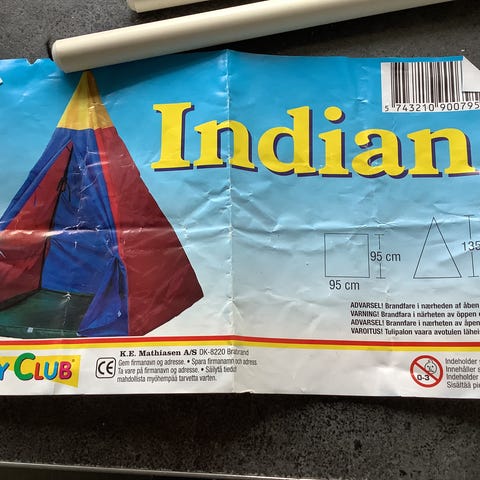 5 743210 900795
Indian
95 cm
135
95 cm
ADVARSEL! Brandfare i nærheden af åben
VARNING! Brandfara i närheten av öppen
ADVARSEL! Brannfare i nærheten av åpen
VAROITUS! Tulipalon vaara avotulen lähei
Y CLUB
K.E. Mathiasen A/S DK-8220 Brabrand
CE
Gem firmanavn og adresse. • Spara firmanamn och adress
Ta vare på firmanavn og adresse. • Säilytä tiedot
mahdollista myöhempää tarvetta varten.
0-3
Indeholder s
Innehåller s
Indeholder
Sisältää pi